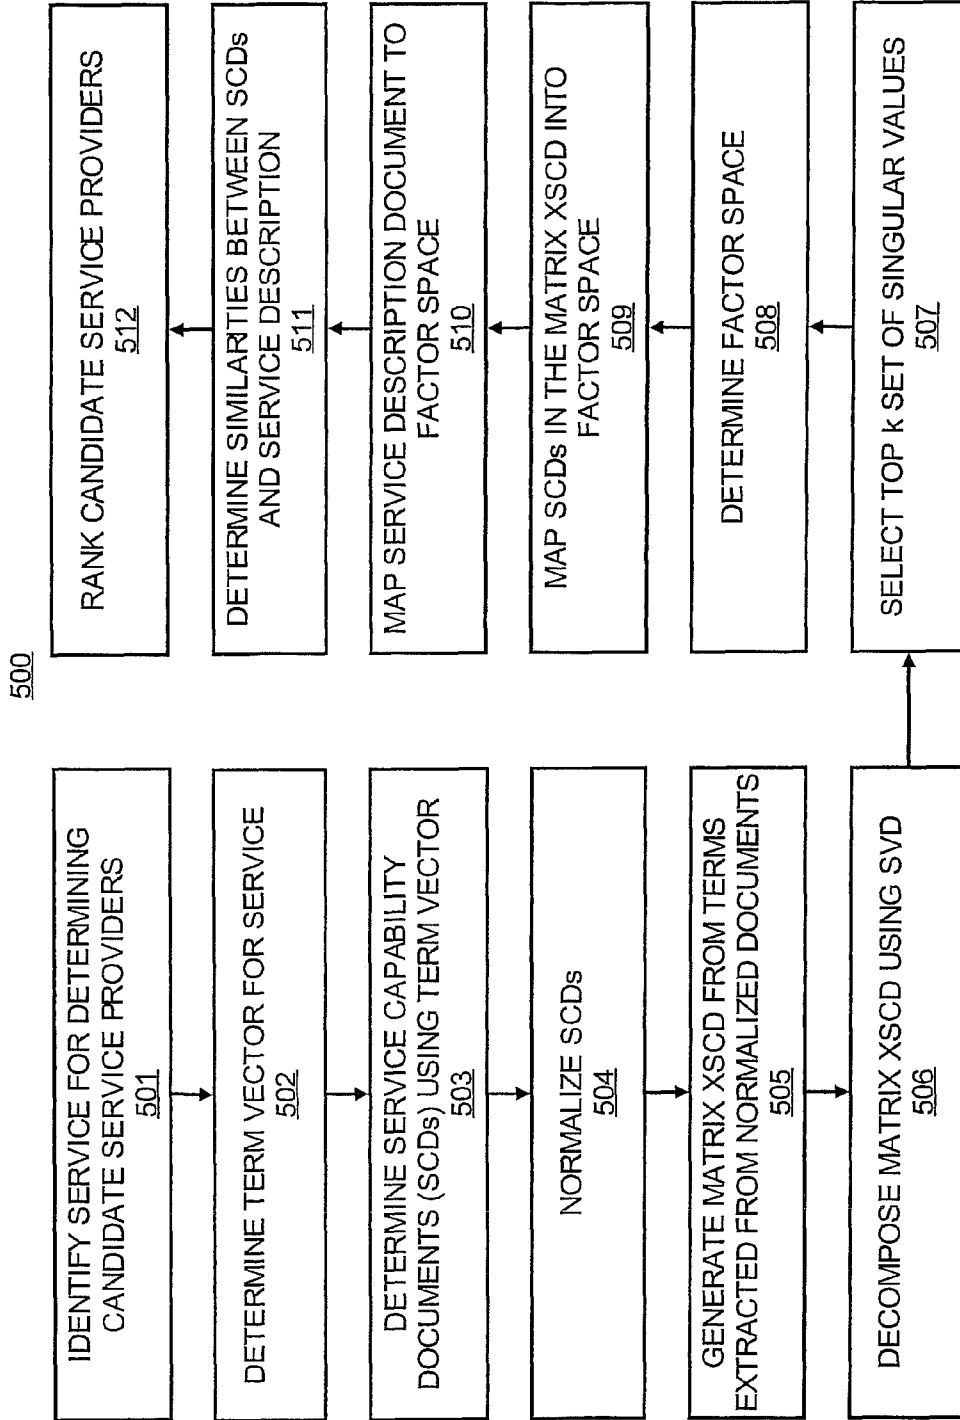 500
IDENTIFY SERVICE FOR DETERMINING
CANDIDATE SERVICE PROVIDERS
501
DETERMINE TERM VECTOR FOR SERVICE
502
DETERMINE SERVICE CAPABILITY
DOCUMENTS (SCDs) USING TERM VECTOR
503
NORMALIZE SCDs
504
GENERATE MATRIX XSCD FROM TERMS
EXTRACTED FROM NORMALIZED DOCUMENTS
505
DECOMPOSE MATRIX XSCD USING SVD
506
SELECT TOP k SET OF SINGULAR VALUES
507
DETERMINE FACTOR SPACE
508
MAP SCDs IN THE MATRIX XSCD INTO
FACTOR SPACE
509
MAP SERVICE DESCRIPTION DOCUMENT TO
FACTOR SPACE
510
DETERMINE SIMILARITIES BETWEEN SCDs
AND SERVICE DESCRIPTION
511
RANK CANDIDATE SERVICE PROVIDERS
512